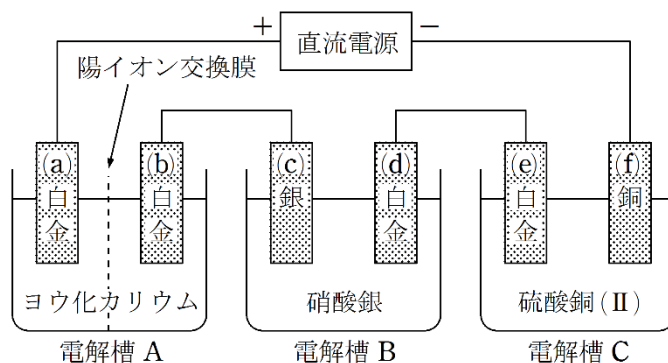 + 直流電源 −
陽イオン交換膜
(a) (b) (c) (d) (e) (f)
白金 白金 銀 白金 白金 銅
ヨウ化カリウム 硝酸銀 硫酸銅(Ⅱ)
電解槽 A 電解槽 B 電解槽 C